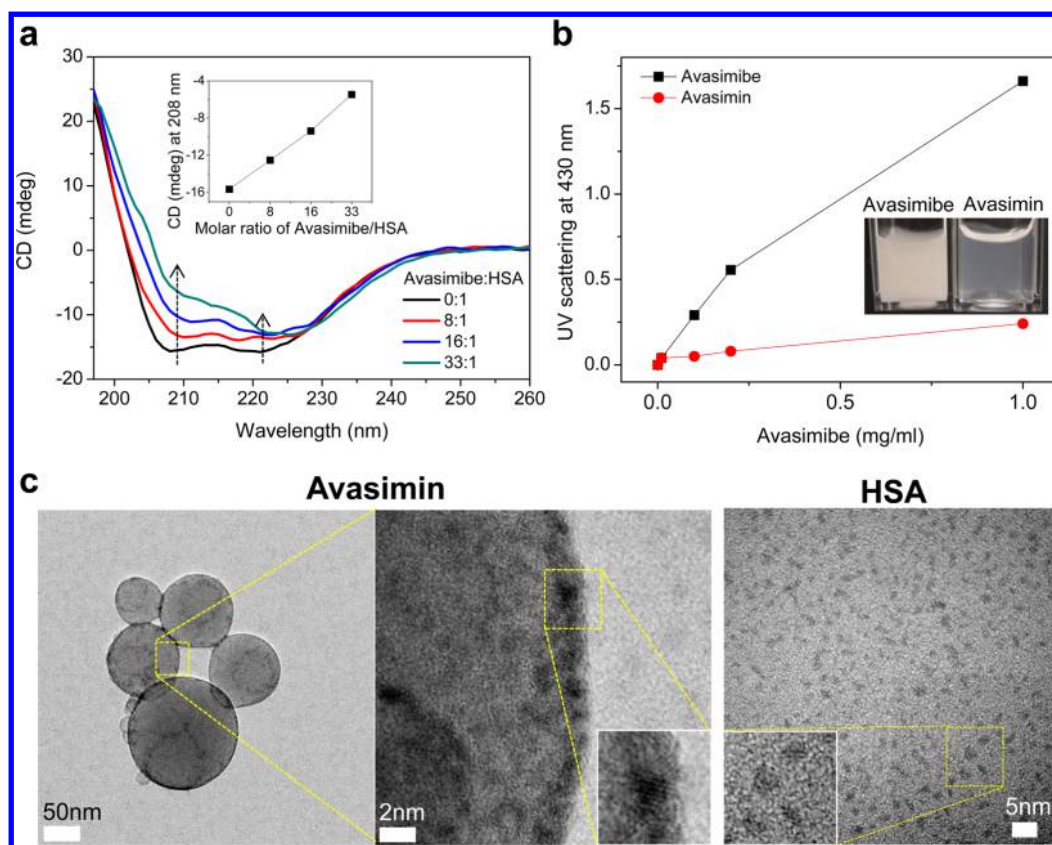 a
CD (mdeg)
30
20
10
0
-10
-20
200 210 220 230 240 250 260
Wavelength (nm)
CD (mdeg) at 208 nm
-4
-8
-12
-16
0 8 16 33
Molar ratio of Avasimibe/HSA
Avasimibe:HSA
0:1
8:1
16:1
33:1
b
UV scattering at 430 nm
1.5
1.0
0.5
0.0
0.0 0.5 1.0
Avasimibe (mg/ml)
Avasimibe
Avasimin
Avasimibe Avasimin
c
Avasimin
HSA
50nm
2nm
5nm